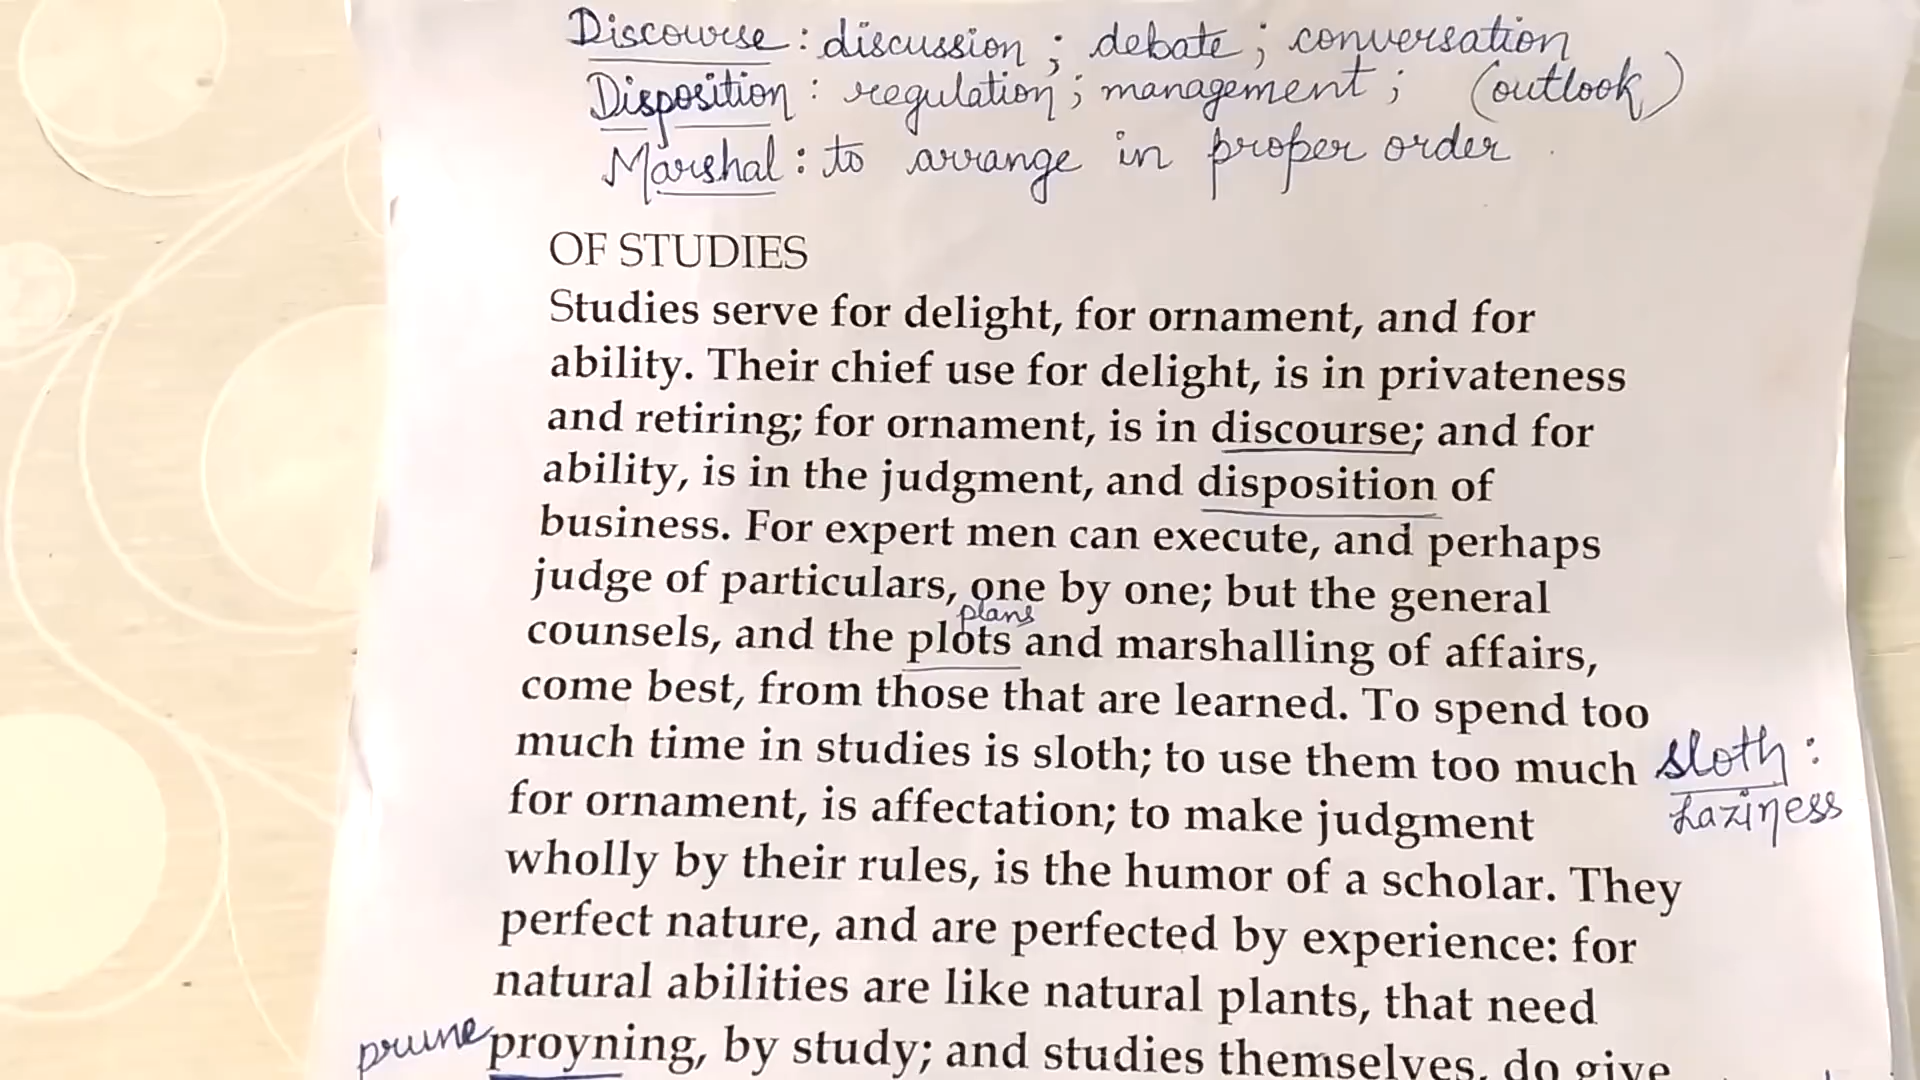 Discourse : discussion ; debate ; conversation
Disposition : regulation ; management ; (outlook)
Marshal : to arrange in proper order
OF STUDIES
Studies serve for delight, for ornament, and for
ability. Their chief use for delight, is in privateness
and retiring; for ornament, is in discourse; and for
ability, is in the judgment, and disposition of
business. For expert men can execute, and perhaps
judge of particulars, one by one; but the general
plans
counsels, and the plots and marshalling of affairs,
come best, from those that are learned. To spend too
much time in studies is sloth; to use them too much
sloth :
Laziness
for ornament, is affectation; to make judgment
wholly by their rules, is the humor of a scholar. They
perfect nature, and are perfected by experience: for
natural abilities are like natural plants, that need
prune
proyning, by study; and studies themselves, do give